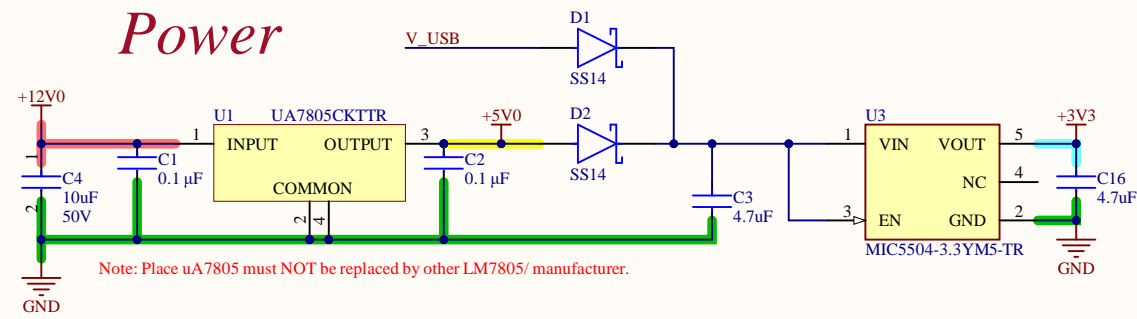 Power
V_USB
D1
SS14
+12V0
U1 UA7805CKTTR
1 INPUT OUTPUT 3
COMMON
2 4
+5V0
D2
SS14
U3
1 VIN VOUT 5
NC 4
3 EN GND 2
MIC5504-3.3YM5-TR
+3V3
1
C4
10uF
50V
2
C1
0.1 µF
C2
0.1 µF
C3
4.7uF
C16
4.7uF
Note: Place uA7805 must NOT be replaced by other LM7805/ manufacturer.
GND
GND